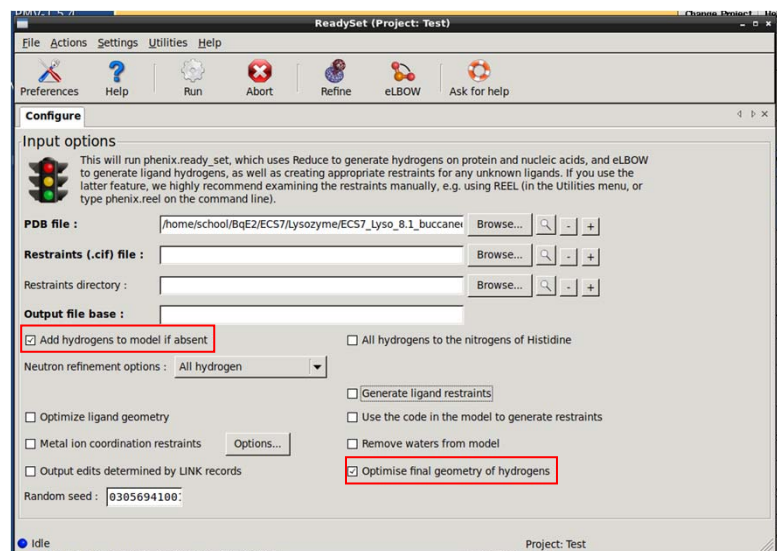 PMV-1.5.4
Change Project
ReadySet (Project: Test)
File Actions Settings Utilities Help
Preferences Help Run Abort Refine eLBOW Ask for help
Configure
Input options
This will run phenix.ready_set, which uses Reduce to generate hydrogens on protein and nucleic acids, and eLBOW
to generate ligand hydrogens, as well as creating appropriate restraints for any unknown ligands. If you use the
latter feature, we highly recommend examining the restraints manually, e.g. using REEL (in the Utilities menu, or
type phenix.reel on the command line).
PDB file : /home/school/BqE2/ECS7/Lysozyme/ECS7_Lyso_8.1_buccanee Browse... - +
Restraints (.cif) file : Browse... - +
Restraints directory : Browse... - +
Output file base :
Add hydrogens to model if absent All hydrogens to the nitrogens of Histidine
Neutron refinement options : All hydrogen
Generate ligand restraints
Optimize ligand geometry Use the code in the model to generate restraints
Metal ion coordination restraints Options... Remove waters from model
Output edits determined by LINK records Optimise final geometry of hydrogens
Random seed : 0305694100
Idle Project: Test